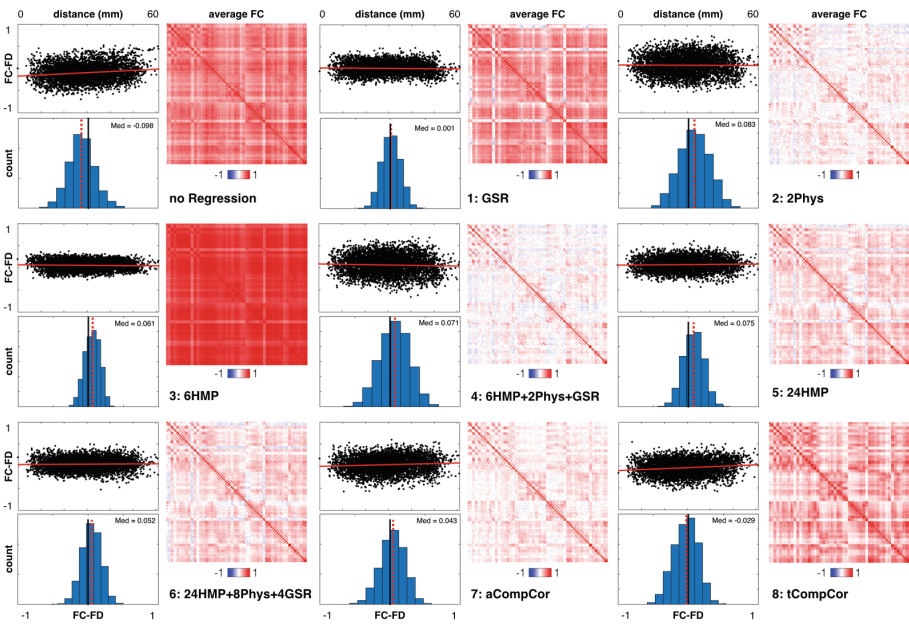 distance (mm) 60 average FC
0 distance (mm) 60 average FC
0 distance (mm) 60 average FC
1
FC-FD
-1
Med = -0.098
Med = 0.001
Med = 0.083
count
-1 1
-1 1
-1 1
no Regression
1: GSR
2: 2Phys
1
FC-FD
-1
Med = 0.061
Med = 0.071
Med = 0.075
count
-1 1
-1 1
-1 1
3: 6HMP
4: 6HMP+2Phys+GSR
5: 24HMP
1
FC-FD
-1
Med = 0.052
Med = 0.043
Med = -0.029
count
-1 1
-1 1
-1 1
6: 24HMP+8Phys+4GSR
7: aCompCor
8: tCompCor
-1 FC-FD 1
-1 FC-FD 1
-1 FC-FD 1